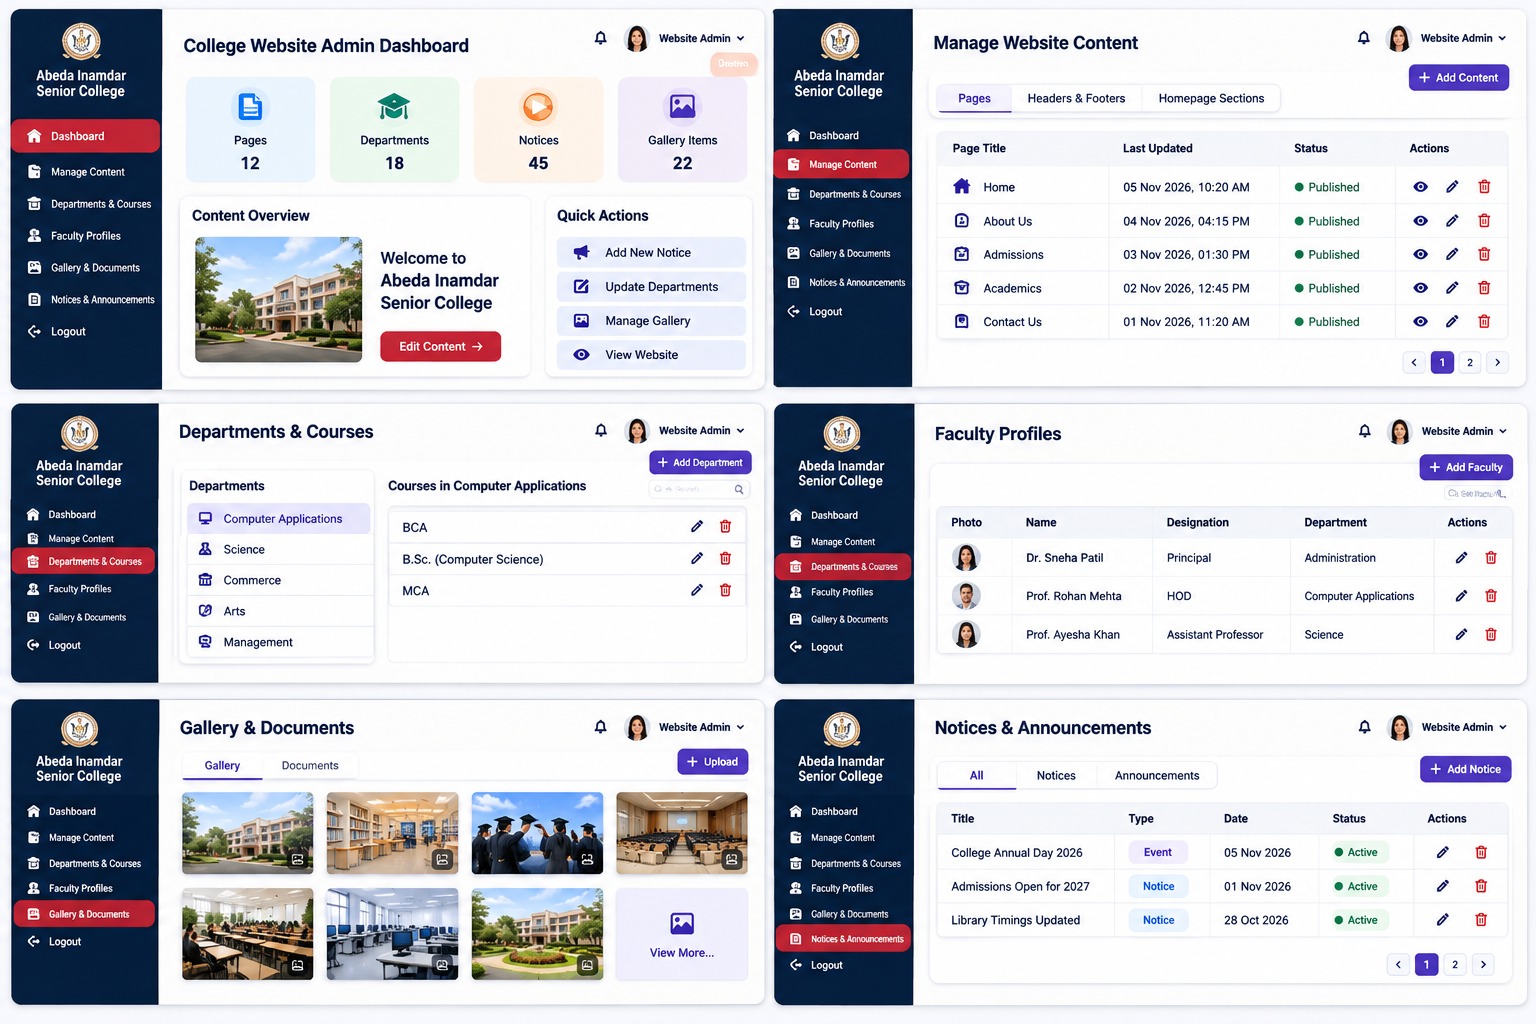 Abeda Inamdar
Senior College
Dashboard
Manage Content
Departments & Courses
Faculty Profiles
Gallery & Documents
Notices & Announcements
Logout
College Website Admin Dashboard
Website Admin
Pages
12
Departments
18
Notices
45
Gallery Items
22
Content Overview
Welcome to
Abeda Inamdar
Senior College
Edit Content →
Quick Actions
Add New Notice
Update Departments
Manage Gallery
View Website
Abeda Inamdar
Senior College
Dashboard
Manage Content
Departments & Courses
Faculty Profiles
Gallery & Documents
Notices & Announcements
Logout
Manage Website Content
Website Admin
+ Add Content
Pages Headers & Footers Homepage Sections
Page Title Last Updated Status Actions
Home 05 Nov 2026, 10:20 AM Published
About Us 04 Nov 2026, 04:15 PM Published
Admissions 03 Nov 2026, 01:30 PM Published
Academics 02 Nov 2026, 12:45 PM Published
Contact Us 01 Nov 2026, 11:20 AM Published
< 1 2 >
Abeda Inamdar
Senior College
Dashboard
Manage Content
Departments & Courses
Faculty Profiles
Gallery & Documents
Logout
Departments & Courses
Website Admin
+ Add Department
Departments
Computer Applications
Science
Commerce
Arts
Management
Courses in Computer Applications
BCA
B.Sc. (Computer Science)
MCA
Abeda Inamdar
Senior College
Dashboard
Manage Content
Departments & Courses
Faculty Profiles
Gallery & Documents
Logout
Faculty Profiles
Website Admin
+ Add Faculty
Photo Name Designation Department Actions
Dr. Sneha Patil Principal Administration
Prof. Rohan Mehta HOD Computer Applications
Prof. Ayesha Khan Assistant Professor Science
Abeda Inamdar
Senior College
Dashboard
Manage Content
Departments & Courses
Faculty Profiles
Gallery & Documents
Logout
Gallery & Documents
Website Admin
Gallery Documents
+ Upload
View More...
Abeda Inamdar
Senior College
Dashboard
Manage Content
Departments & Courses
Faculty Profiles
Gallery & Documents
Notices & Announcements
Logout
Notices & Announcements
Website Admin
All Notices Announcements
+ Add Notice
Title Type Date Status Actions
College Annual Day 2026 Event 05 Nov 2026 Active
Admissions Open for 2027 Notice 01 Nov 2026 Active
Library Timings Updated Notice 28 Oct 2026 Active
< 1 2 >